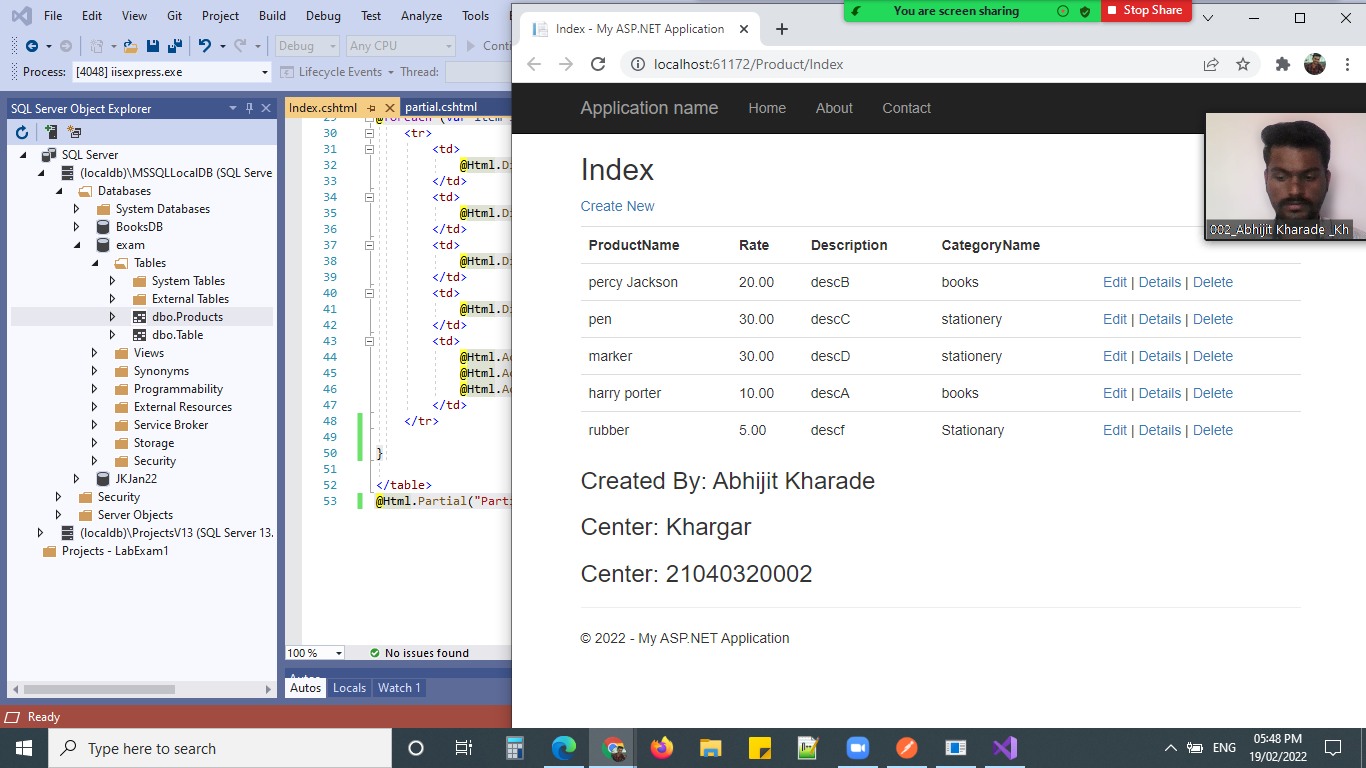 File Edit View Git Project Build Debug Test Analyze Tools
Debug Any CPU Conti
Process: [4048] iisexpress.exe Lifecycle Events Thread:
SQL Server Object Explorer
SQL Server
(localdb)\MSSQLLocalDB (SQL Serve
Databases
System Databases
BooksDB
exam
Tables
System Tables
External Tables
dbo.Products
dbo.Table
Views
Synonyms
Programmability
External Resources
Service Broker
Storage
Security
JKJan22
Security
Server Objects
(localdb)\ProjectsV13 (SQL Server 13.
Projects - LabExam1
Index.cshtml partial.cshtml
29 @foreach (var item
30 <tr>
31 <td>
32 @Html.Di
33 </td>
34 <td>
35 @Html.Di
36 </td>
37 <td>
38 @Html.Di
39 </td>
40 <td>
41 @Html.Di
42 </td>
43 <td>
44 @Html.Ac
45 @Html.Ac
46 @Html.Ac
47 </td>
48 </tr>
49
50 }
51
52 </table>
53 @Html.Partial("Parti
100 % No issues found
Autos
Autos Locals Watch 1
Ready
You are screen sharing Stop Share
Index - My ASP.NET Application
localhost:61172/Product/Index
Application name Home About Contact
002_Abhijit Kharade _Kh
Index
Create New
ProductName Rate Description CategoryName
percy Jackson 20.00 descB books Edit | Details | Delete
pen 30.00 descC stationery Edit | Details | Delete
marker 30.00 descD stationery Edit | Details | Delete
harry porter 10.00 descA books Edit | Details | Delete
rubber 5.00 descf Stationary Edit | Details | Delete
Created By: Abhijit Kharade
Center: Khargar
Center: 21040320002
© 2022 - My ASP.NET Application
Type here to search
ENG
05:48 PM
19/02/2022